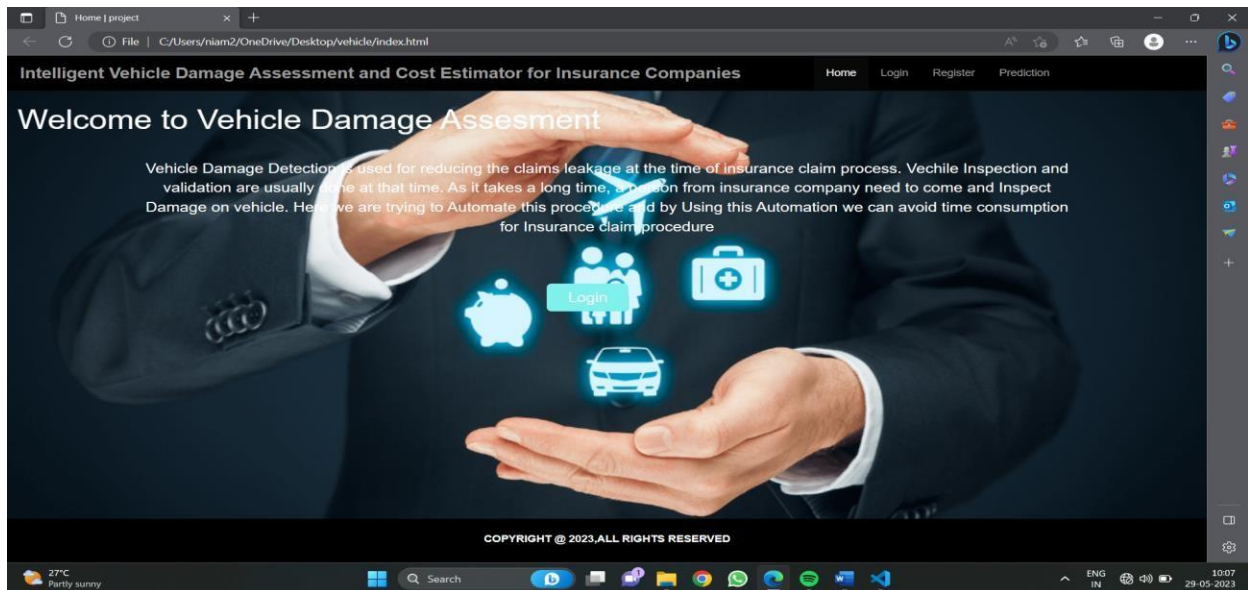 Home | project
File | C:/Users/niam2/OneDrive/Desktop/vehicle/index.html
Intelligent Vehicle Damage Assessment and Cost Estimator for Insurance Companies
Home Login Register Prediction
Welcome to Vehicle Damage Assesment
Vehicle Damage Detection is used for reducing the claims leakage at the time of insurance claim process. Vechile Inspection and
validation are usually done at that time. As it takes a long time, a person from insurance company need to come and Inspect
Damage on vehicle. Here we are trying to Automate this procedure and by Using this Automation we can avoid time consumption
for Insurance claim procedure
Login
COPYRIGHT @ 2023,ALL RIGHTS RESERVED
27°C
Partly sunny
Search
ENG
IN
10:07
29-05-2023